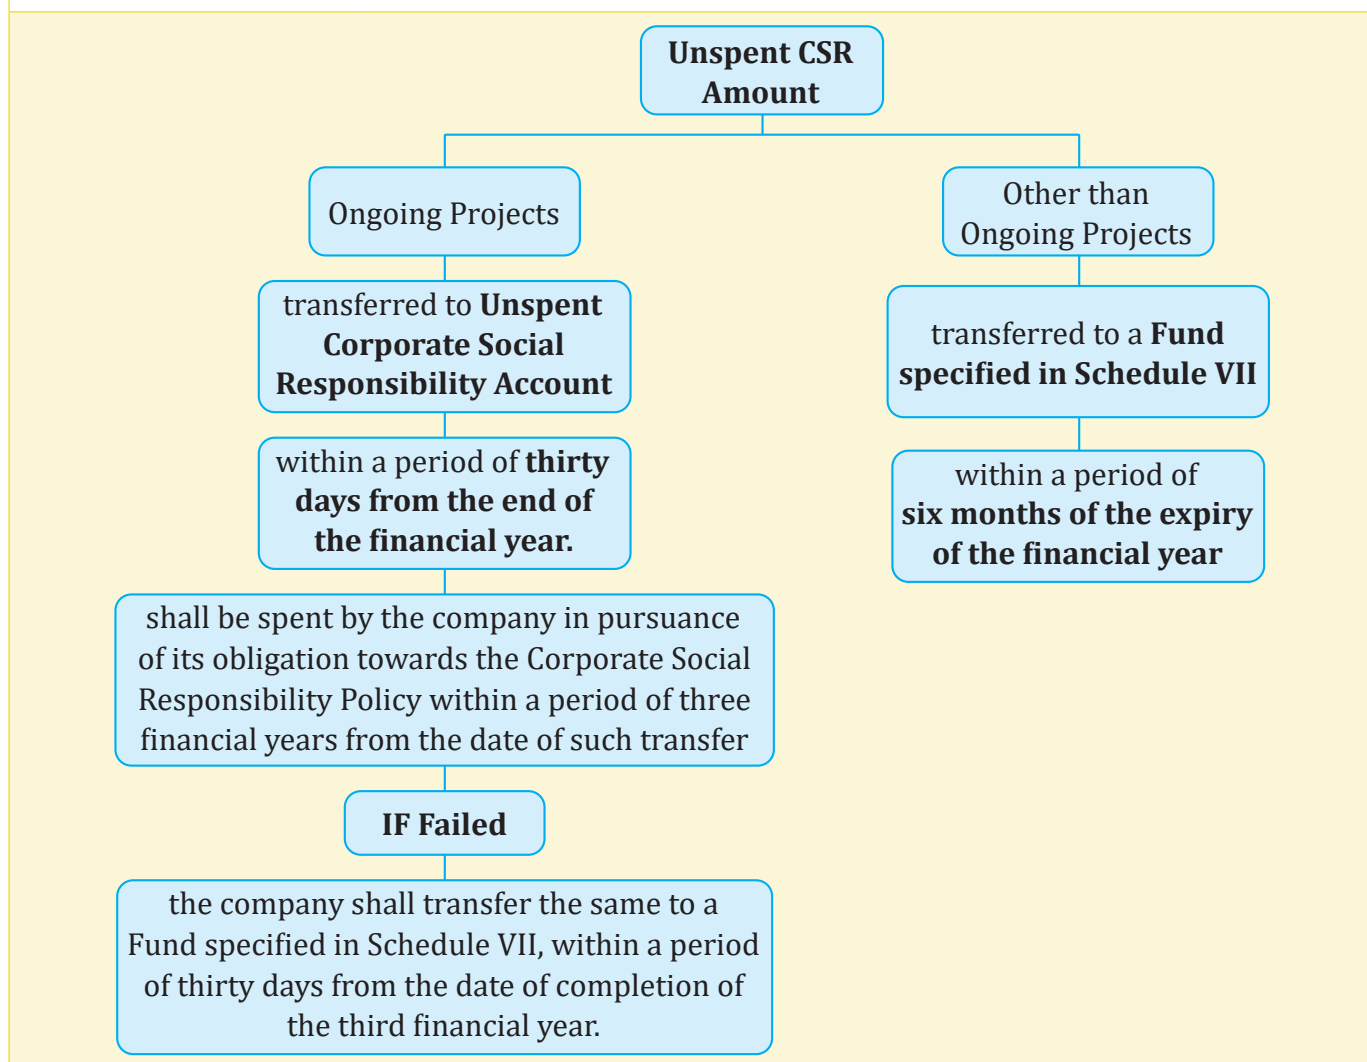 Unspent CSR
Amount
Ongoing Projects
transferred to Unspent
Corporate Social
Responsibility Account
within a period of thirty
days from the end of
the financial year.
shall be spent by the company in pursuance
of its obligation towards the Corporate Social
Responsibility Policy within a period of three
financial years from the date of such transfer
IF Failed
the company shall transfer the same to a
Fund specified in Schedule VII, within a period
of thirty days from the date of completion of
the third financial year.
Other than
Ongoing Projects
transferred to a Fund
specified in Schedule VII
within a period of
six months of the expiry
of the financial year